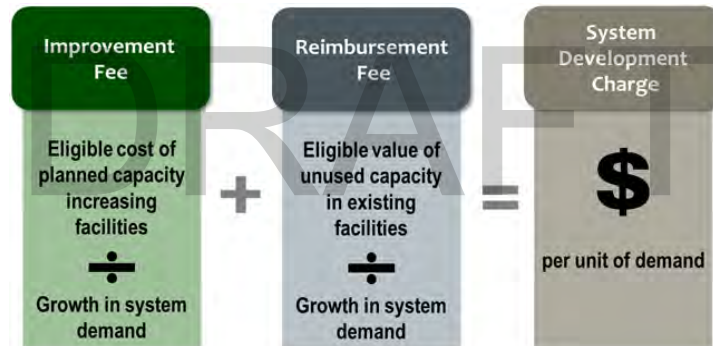 Improvement
Fee
Eligible cost of
planned capacity
increasing
facilities
÷
Growth in system
demand
+
Reimbursement
Fee
Eligible value of
unused capacity
in existing
facilities
÷
Growth in system
demand
=
System
Development
Charge
$
per unit of demand
DRAFT